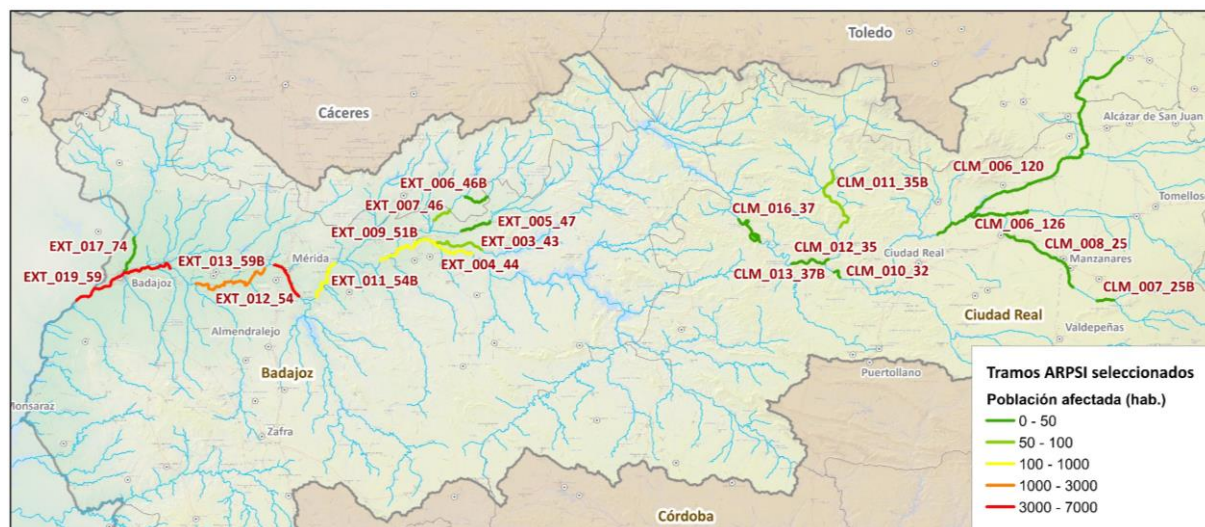 Toledo
Cáceres
Alcázar de San Juan
CLM_006_120
EXT_006_46B
CLM_011_35B
Tomelloso
EXT_007_46
CLM_016_37
EXT_005_47
CLM_006_126
EXT_009_51B
EXT_003_43
EXT_017_74
CLM_012_35
Ciudad Real
CLM_008_25
EXT_013_59B
Mérida
EXT_004_44
Manzanares
EXT_019_59
CLM_013_37B
CLM_010_32
Badajoz
EXT_011_54B
CLM_007_25B
EXT_012_54
Ciudad Real
Almendralejo
Valdepeñas
Badajoz
Puertollano
Monsaraz
Zafra
Córdoba
Tramos ARPSI seleccionados
Población afectada (hab.)
0 - 50
50 - 100
100 - 1000
1000 - 3000
3000 - 7000